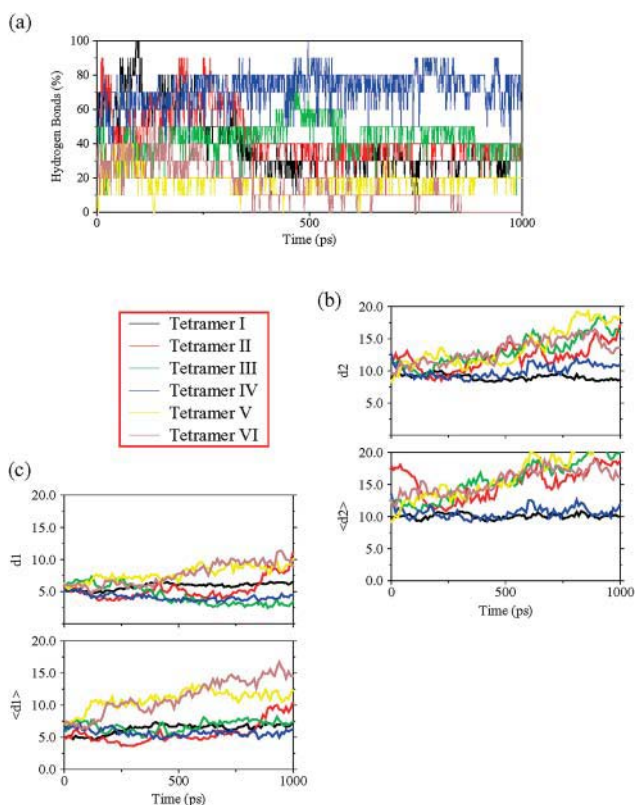 (a)
100
80
60
40
20
0
Hydrogen Bonds (%)
0 500 1000
Time (ps)
Tetramer I
Tetramer II
Tetramer III
Tetramer IV
Tetramer V
Tetramer VI
(b)
20.0
15.0
10.0
5.0
d2
20.0
15.0
10.0
5.0
0.0
<d2>
0 500 1000
Time (ps)
(c)
20.0
15.0
10.0
5.0
d1
20.0
15.0
10.0
5.0
0.0
<d1>
0 500 1000
Time (ps)